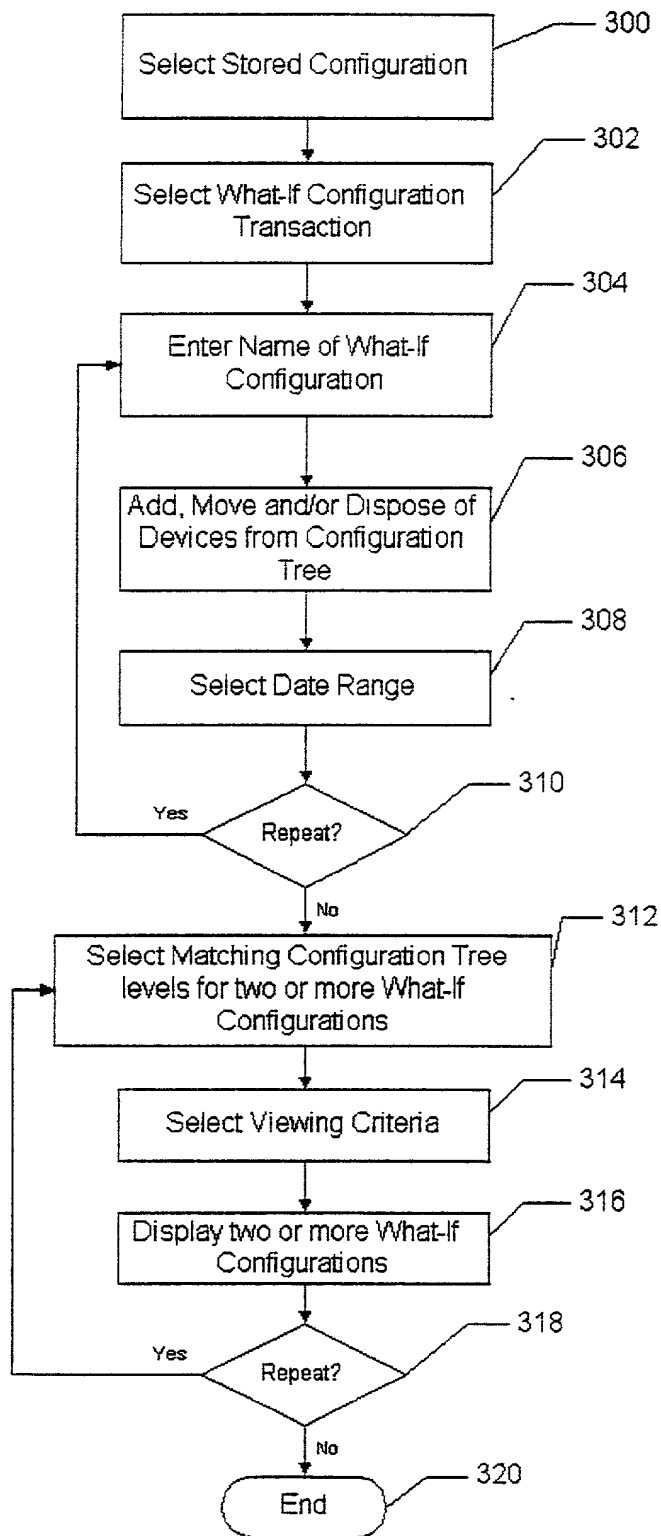 300
Select Stored Configuration
302
Select What-If Configuration
Transaction
304
Enter Name of What-If
Configuration
306
Add, Move and/or Dispose of
Devices from Configuration
Tree
308
Select Date Range
310
Yes
Repeat?
No
312
Select Matching Configuration Tree
levels for two or more What-If
Configurations
314
Select Viewing Criteria
316
Display two or more What-If
Configurations
318
Yes
Repeat?
No
320
End